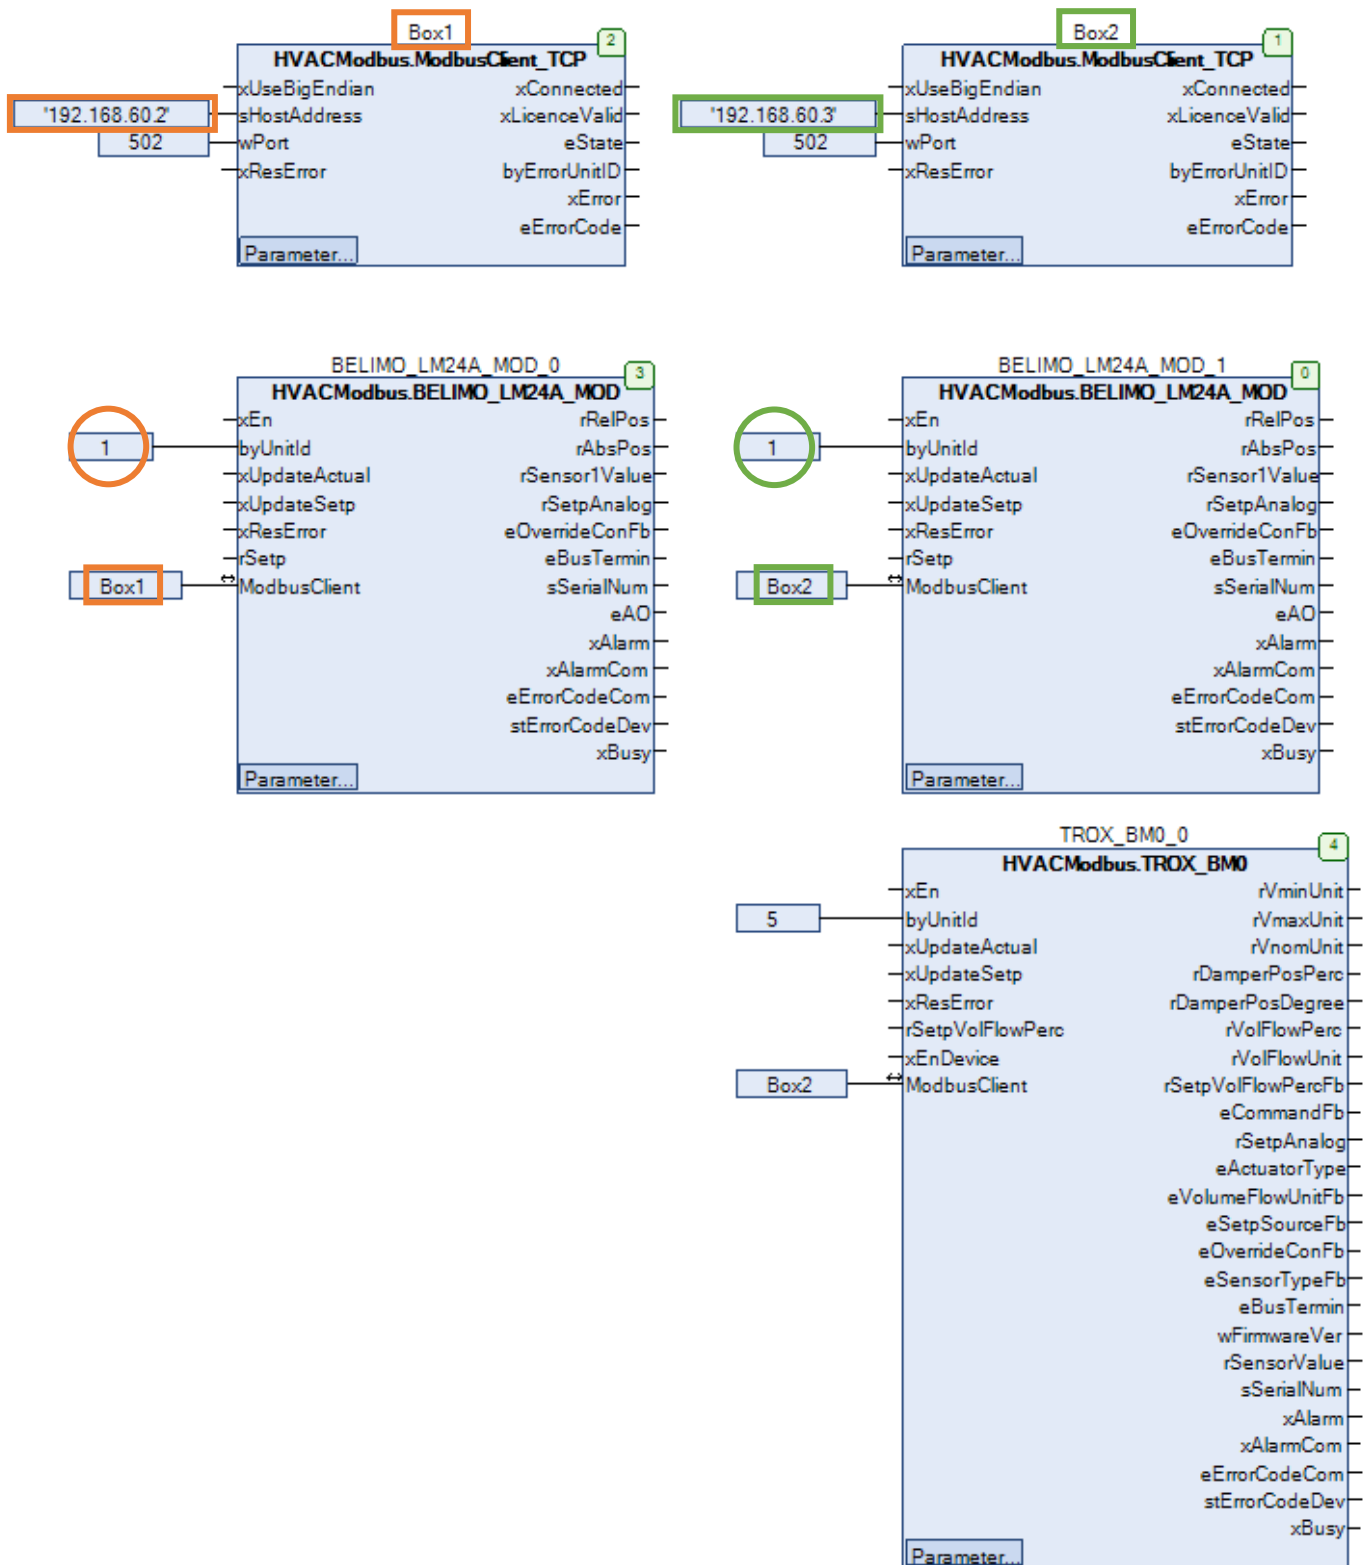 Box1
2
HVACModbus.ModbusClient_TCP
xUseBigEndian xConnected
'192.168.60.2' sHostAddress xLicenceValid
502 wPort eState
xResError byErrorUnitID
xError
eErrorCode
Parameter...
Box2
1
HVACModbus.ModbusClient_TCP
xUseBigEndian xConnected
'192.168.60.3' sHostAddress xLicenceValid
502 wPort eState
xResError byErrorUnitID
xError
eErrorCode
Parameter...
BELIMO_LM24A_MOD_0
3
HVACModbus.BELIMO_LM24A_MOD
xEn rRelPos
1 byUnitId rAbsPos
xUpdateActual rSensor1Value
xUpdateSetp rSetpAnalog
xResError eOverrideConFb
rSetp eBusTermin
Box1 ModbusClient sSerialNum
eAO
xAlarm
xAlarmCom
eErrorCodeCom
stErrorCodeDev
xBusy
Parameter...
BELIMO_LM24A_MOD_1
0
HVACModbus.BELIMO_LM24A_MOD
xEn rRelPos
1 byUnitId rAbsPos
xUpdateActual rSensor1Value
xUpdateSetp rSetpAnalog
xResError eOverrideConFb
rSetp eBusTermin
Box2 ModbusClient sSerialNum
eAO
xAlarm
xAlarmCom
eErrorCodeCom
stErrorCodeDev
xBusy
Parameter...
TROX_BM0_0
4
HVACModbus.TROX_BM0
xEn rVminUnit
5 byUnitId rVmaxUnit
xUpdateActual rVnomUnit
xUpdateSetp rDamperPosPerc
xResError rDamperPosDegree
rSetpVolFlowPerc rVolFlowPerc
xEnDevice rVolFlowUnit
Box2 ModbusClient rSetpVolFlowPercFb
eCommandFb
rSetpAnalog
eActuatorType
eVolumeFlowUnitFb
eSetpSourceFb
eOverrideConFb
eSensorTypeFb
eBusTermin
wFirmwareVer
rSensorValue
sSerialNum
xAlarm
xAlarmCom
eErrorCodeCom
stErrorCodeDev
xBusy
Parameter...